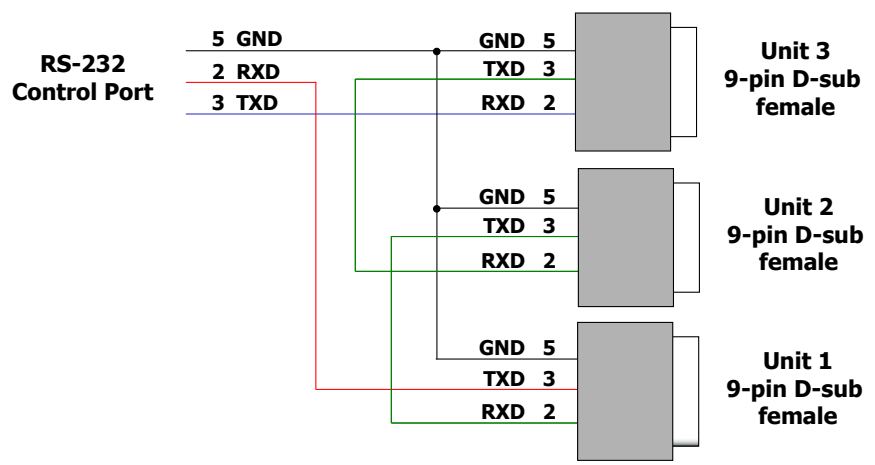 RS-232
Control Port
5 GND
2 RXD
3 TXD
GND 5
TXD 3
RXD 2
Unit 3
9-pin D-sub
female
GND 5
TXD 3
RXD 2
Unit 2
9-pin D-sub
female
GND 5
TXD 3
RXD 2
Unit 1
9-pin D-sub
female